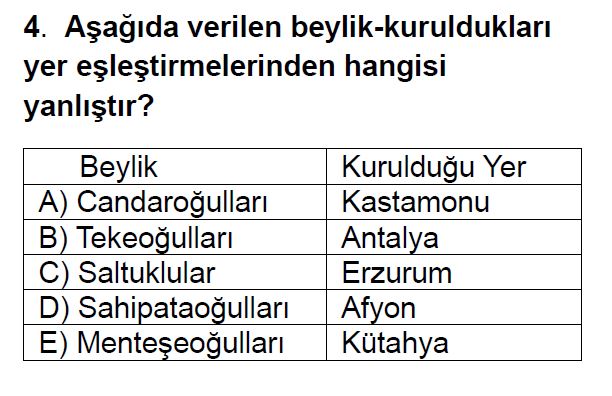 4. Aşağıda verilen beylik-kuruldukları
yer eşleştirmelerinden hangisi
yanlıştır?
Beylik Kurulduğu Yer
A) Candaroğulları Kastamonu
B) Tekeoğulları Antalya
C) Saltuklular Erzurum
D) Sahipataoğulları Afyon
E) Menteşeoğulları Kütahya